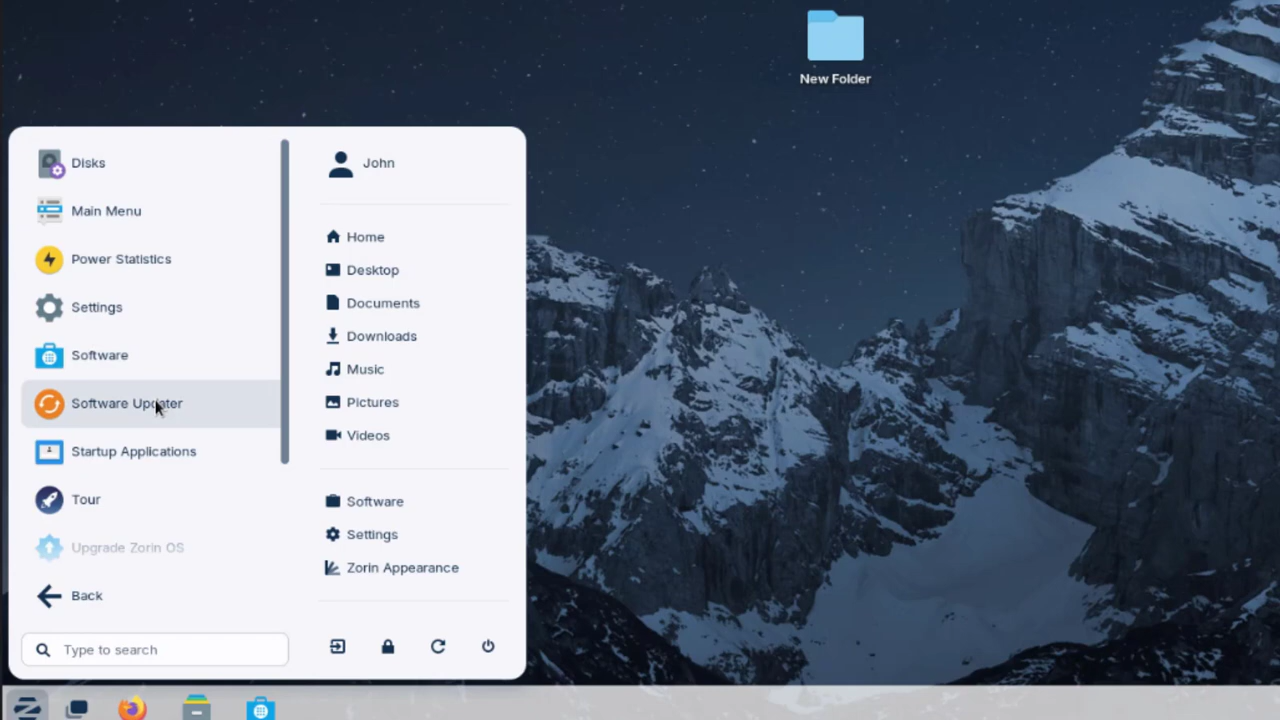 New Folder
Disks
Main Menu
Power Statistics
Settings
Software
Software Updater
Startup Applications
Tour
Upgrade Zorin OS
Back
Type to search
John
Home
Desktop
Documents
Downloads
Music
Pictures
Videos
Software
Settings
Zorin Appearance